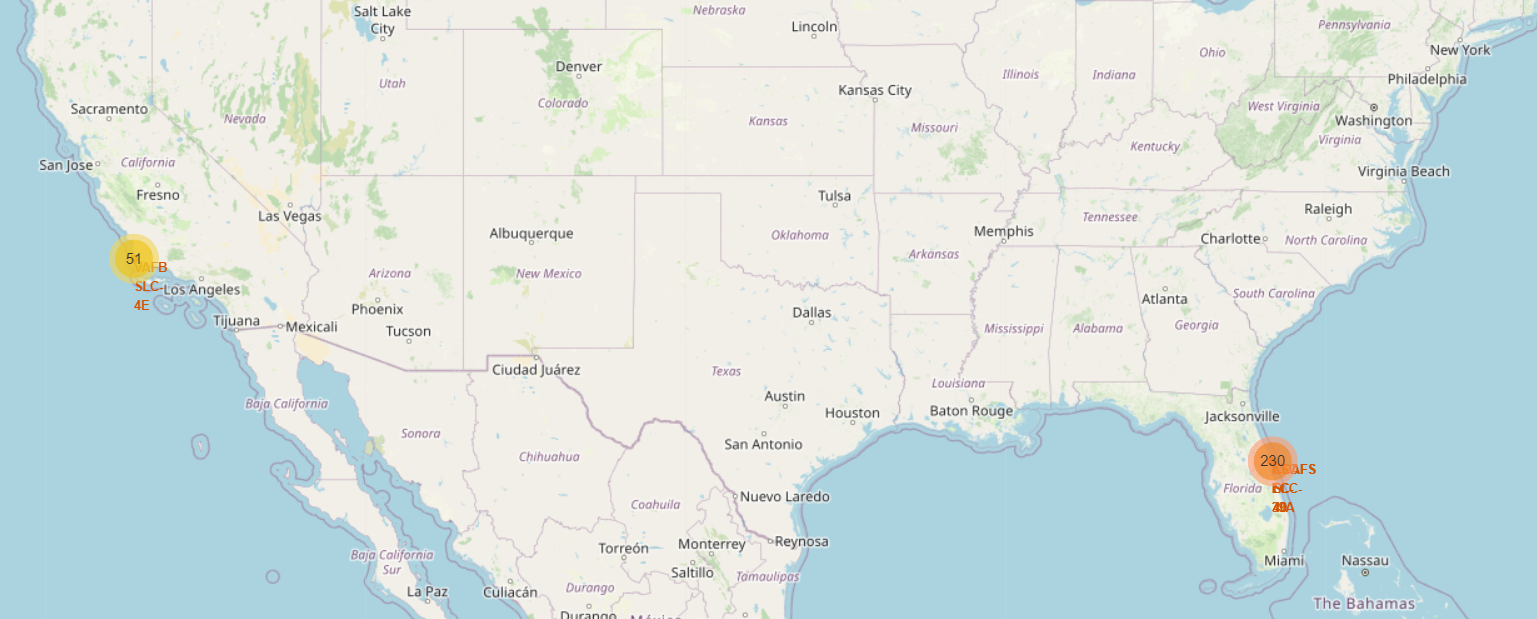 Salt Lake
City
Nebraska
Lincoln
Pennsylvania
New York
Denver
Utah
Colorado
Illinois
Indiana
Ohio
Philadelphia
Kansas City
Sacramento
Nevada
Kansas
Missouri
West Virginia
Washington
Virginia
Kentucky
San Jose
California
Fresno
Virginia Beach
Las Vegas
Tulsa
Tennessee
Raleigh
Albuquerque
Oklahoma
Memphis
Charlotte
North Carolina
51
VAFB
SLC-
4E
Arkansas
Arizona
New Mexico
Los Angeles
Phoenix
Atlanta
South Carolina
Tijuana
Mexicali
Tucson
Dallas
Mississippi
Alabama
Georgia
Ciudad Juárez
Texas
Louisiana
Baja California
Austin
Houston
Baton Rouge
Jacksonville
Sonora
San Antonio
Chihuahua
230
Florida
Coahuila
Nuevo Laredo
Baja California
Sur
Torreón
Monterrey
Reynosa
Saltillo
Tamaulipas
Miami
Nassau
La Paz
Culiacán
Durango
The Bahamas
Durango
México